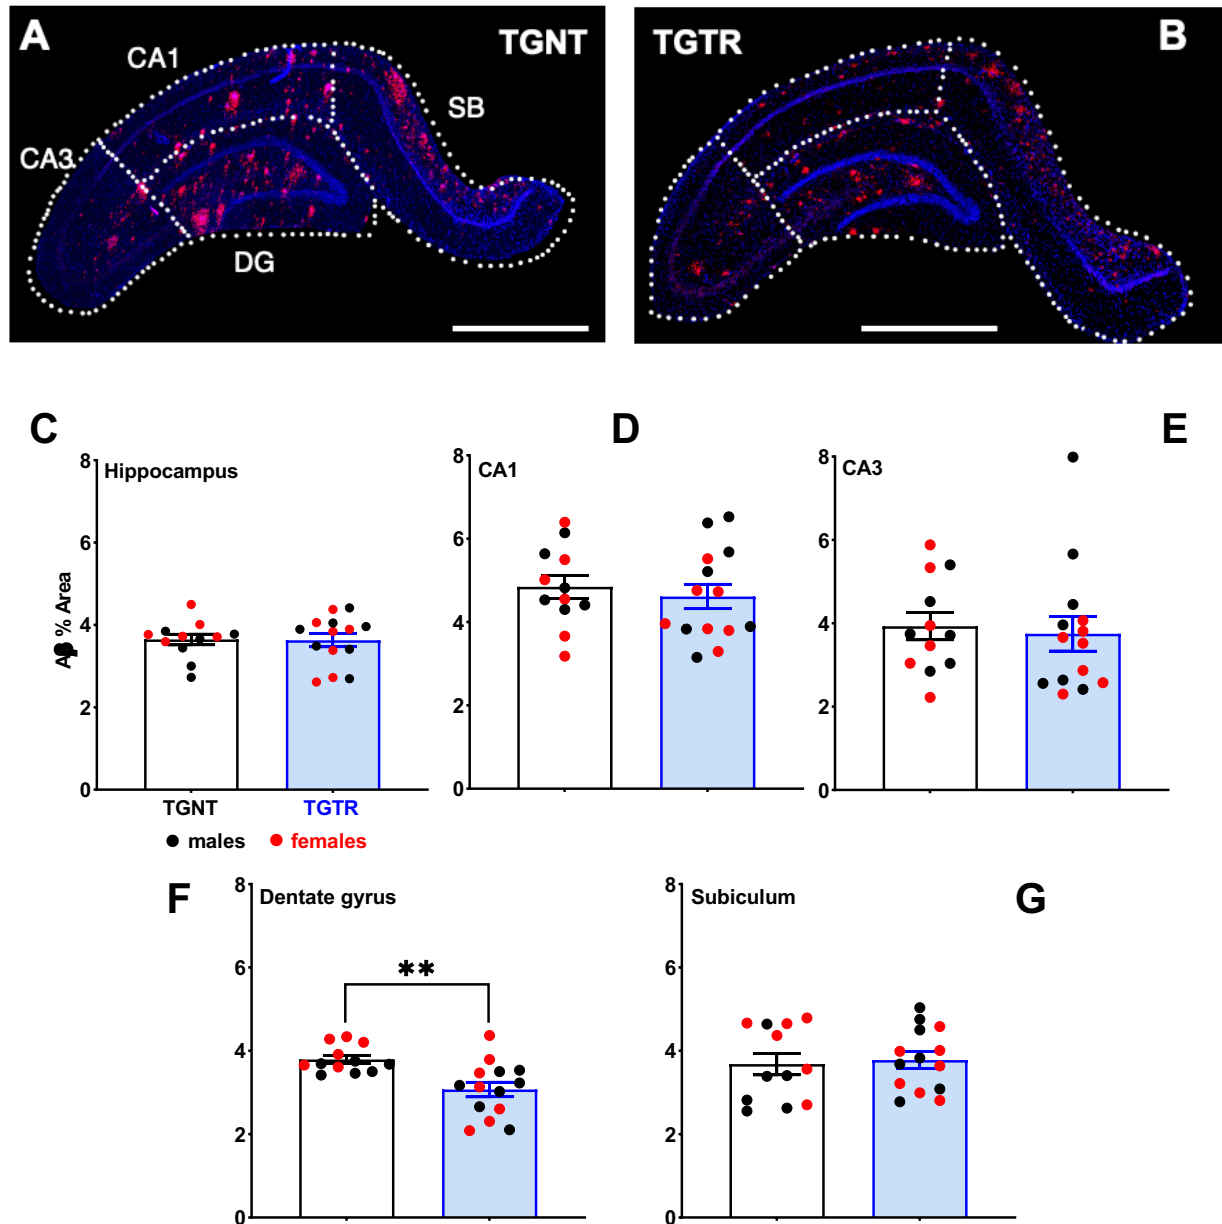 A
TGNT
CA1
SB
CA3
DG
TGTR
B
C
D
E
8
Hippocampus
6
Aβ % Area
4
2
0
TGNT
TGTR
males
females
8
CA1
6
4
2
0
8
CA3
6
4
2
0
F
8
Dentate gyrus
6
**
4
2
0
8
Subiculum
G
6
4
2
0